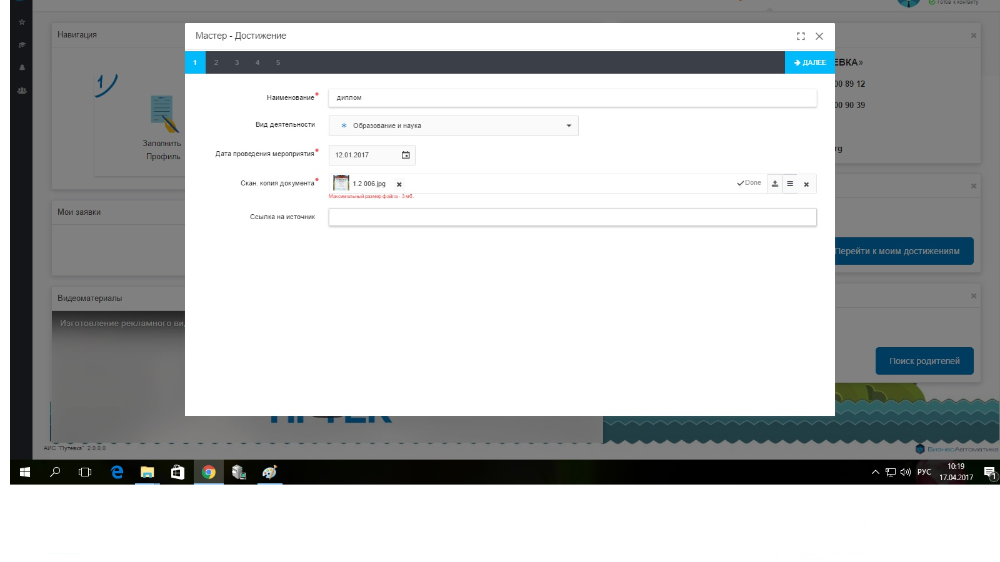 Готов к контакту
Навигация
Мастер - Достижение
1 2 3 4 5
ДАЛЕЕ
ЕВКА»
00 89 12
00 90 39
rg
1
Заполнить
Профиль
Наименование
диплом
Вид деятельности
Образование и наука
Дата проведения мероприятия
12.01.2017
Скан. копия документа
1.2 006.jpg
Done
Максимальный размер файла - 3 мб.
Ссылка на источник
Мои заявки
Перейти к моим достижениям
Видеоматериалы
Изготовление рекламного ви
Поиск родителей
АИС "Путевка" 2.0.0.0
БизнесАвтоматика
РУС
10:19
17.04.2017
1